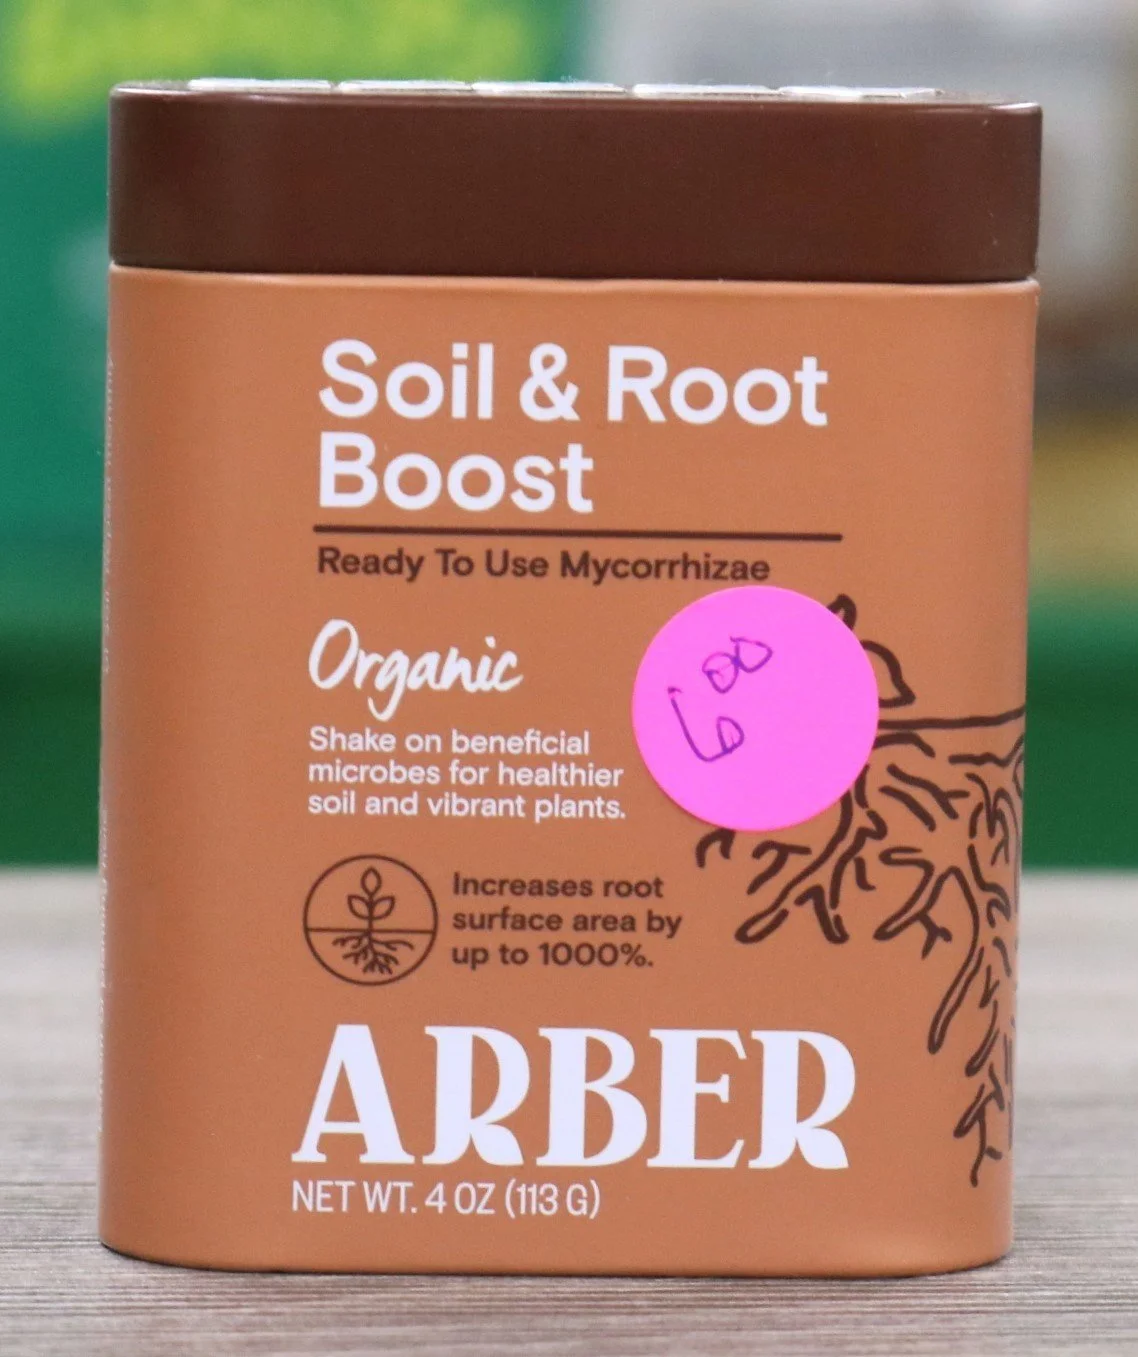 Soil & Root
Boost
Ready To Use Mycorrhizae
Organic
600
Shake on beneficial
microbes for healthier
soil and vibrant plants.
Increases root
surface area by
up to 1000%.
ARBER
NET WT. 4 OZ (113 G)